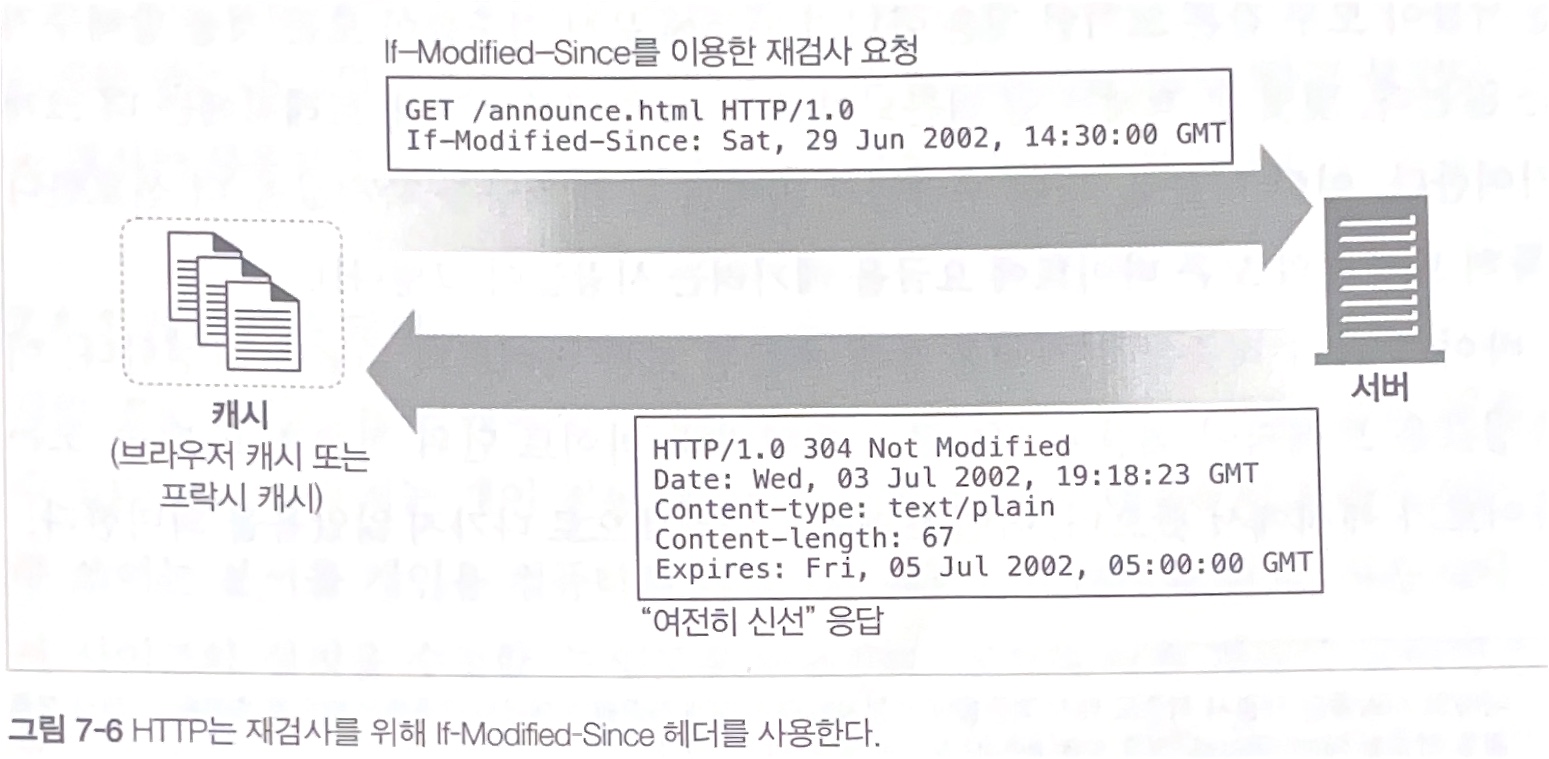 If-Modified-Since를 이용한 재검사 요청
GET /announce.html HTTP/1.0
If-Modified-Since: Sat, 29 Jun 2002, 14:30:00 GMT
서버
캐시
(브라우저 캐시 또는
프락시 캐시)
HTTP/1.0 304 Not Modified
Date: Wed, 03 Jul 2002, 19:18:23 GMT
Content-type: text/plain
Content-length: 67
Expires: Fri, 05 Jul 2002, 05:00:00 GMT
“여전히 신선” 응답
그림 7-6 HTTP는 재검사를 위해 If-Modified-Since 헤더를 사용한다.